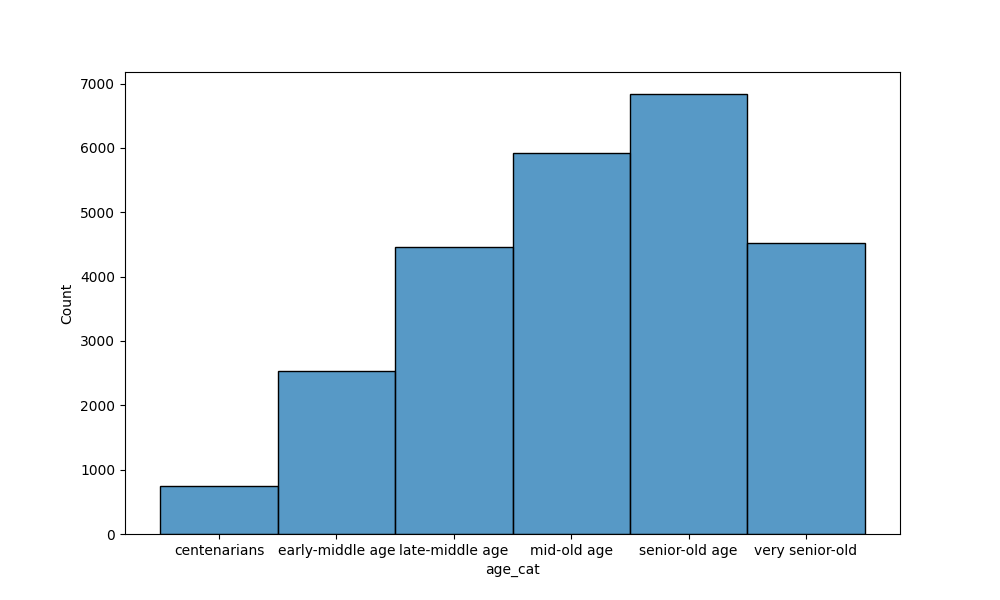 7000
6000
5000
4000
3000
2000
1000
0
Count
centenarians early-middle age late-middle age mid-old age senior-old age very senior-old
age_cat